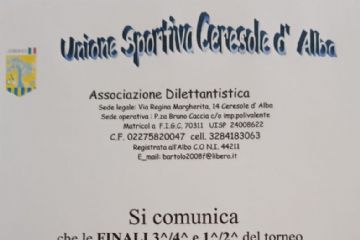 Unione Sportiva Ceresole d' Alba
Associazione Dilettantistica
Sede legale: Via Regina Margherita, 14 Ceresole d' Alba
Sede operativa : P.za Bruno Caccia c/o imp.polivalente
Matricol a F.I.G.C. 70311 UISP 24008622
C.F. 02275820047 cell. 3284183063
Registrata all'Albo C.O.N.I. 44211
E_mail: bartolo2008f@libero.it
Si comunica
che le FINALI 3^/4^ e 1^/2^ del torneo